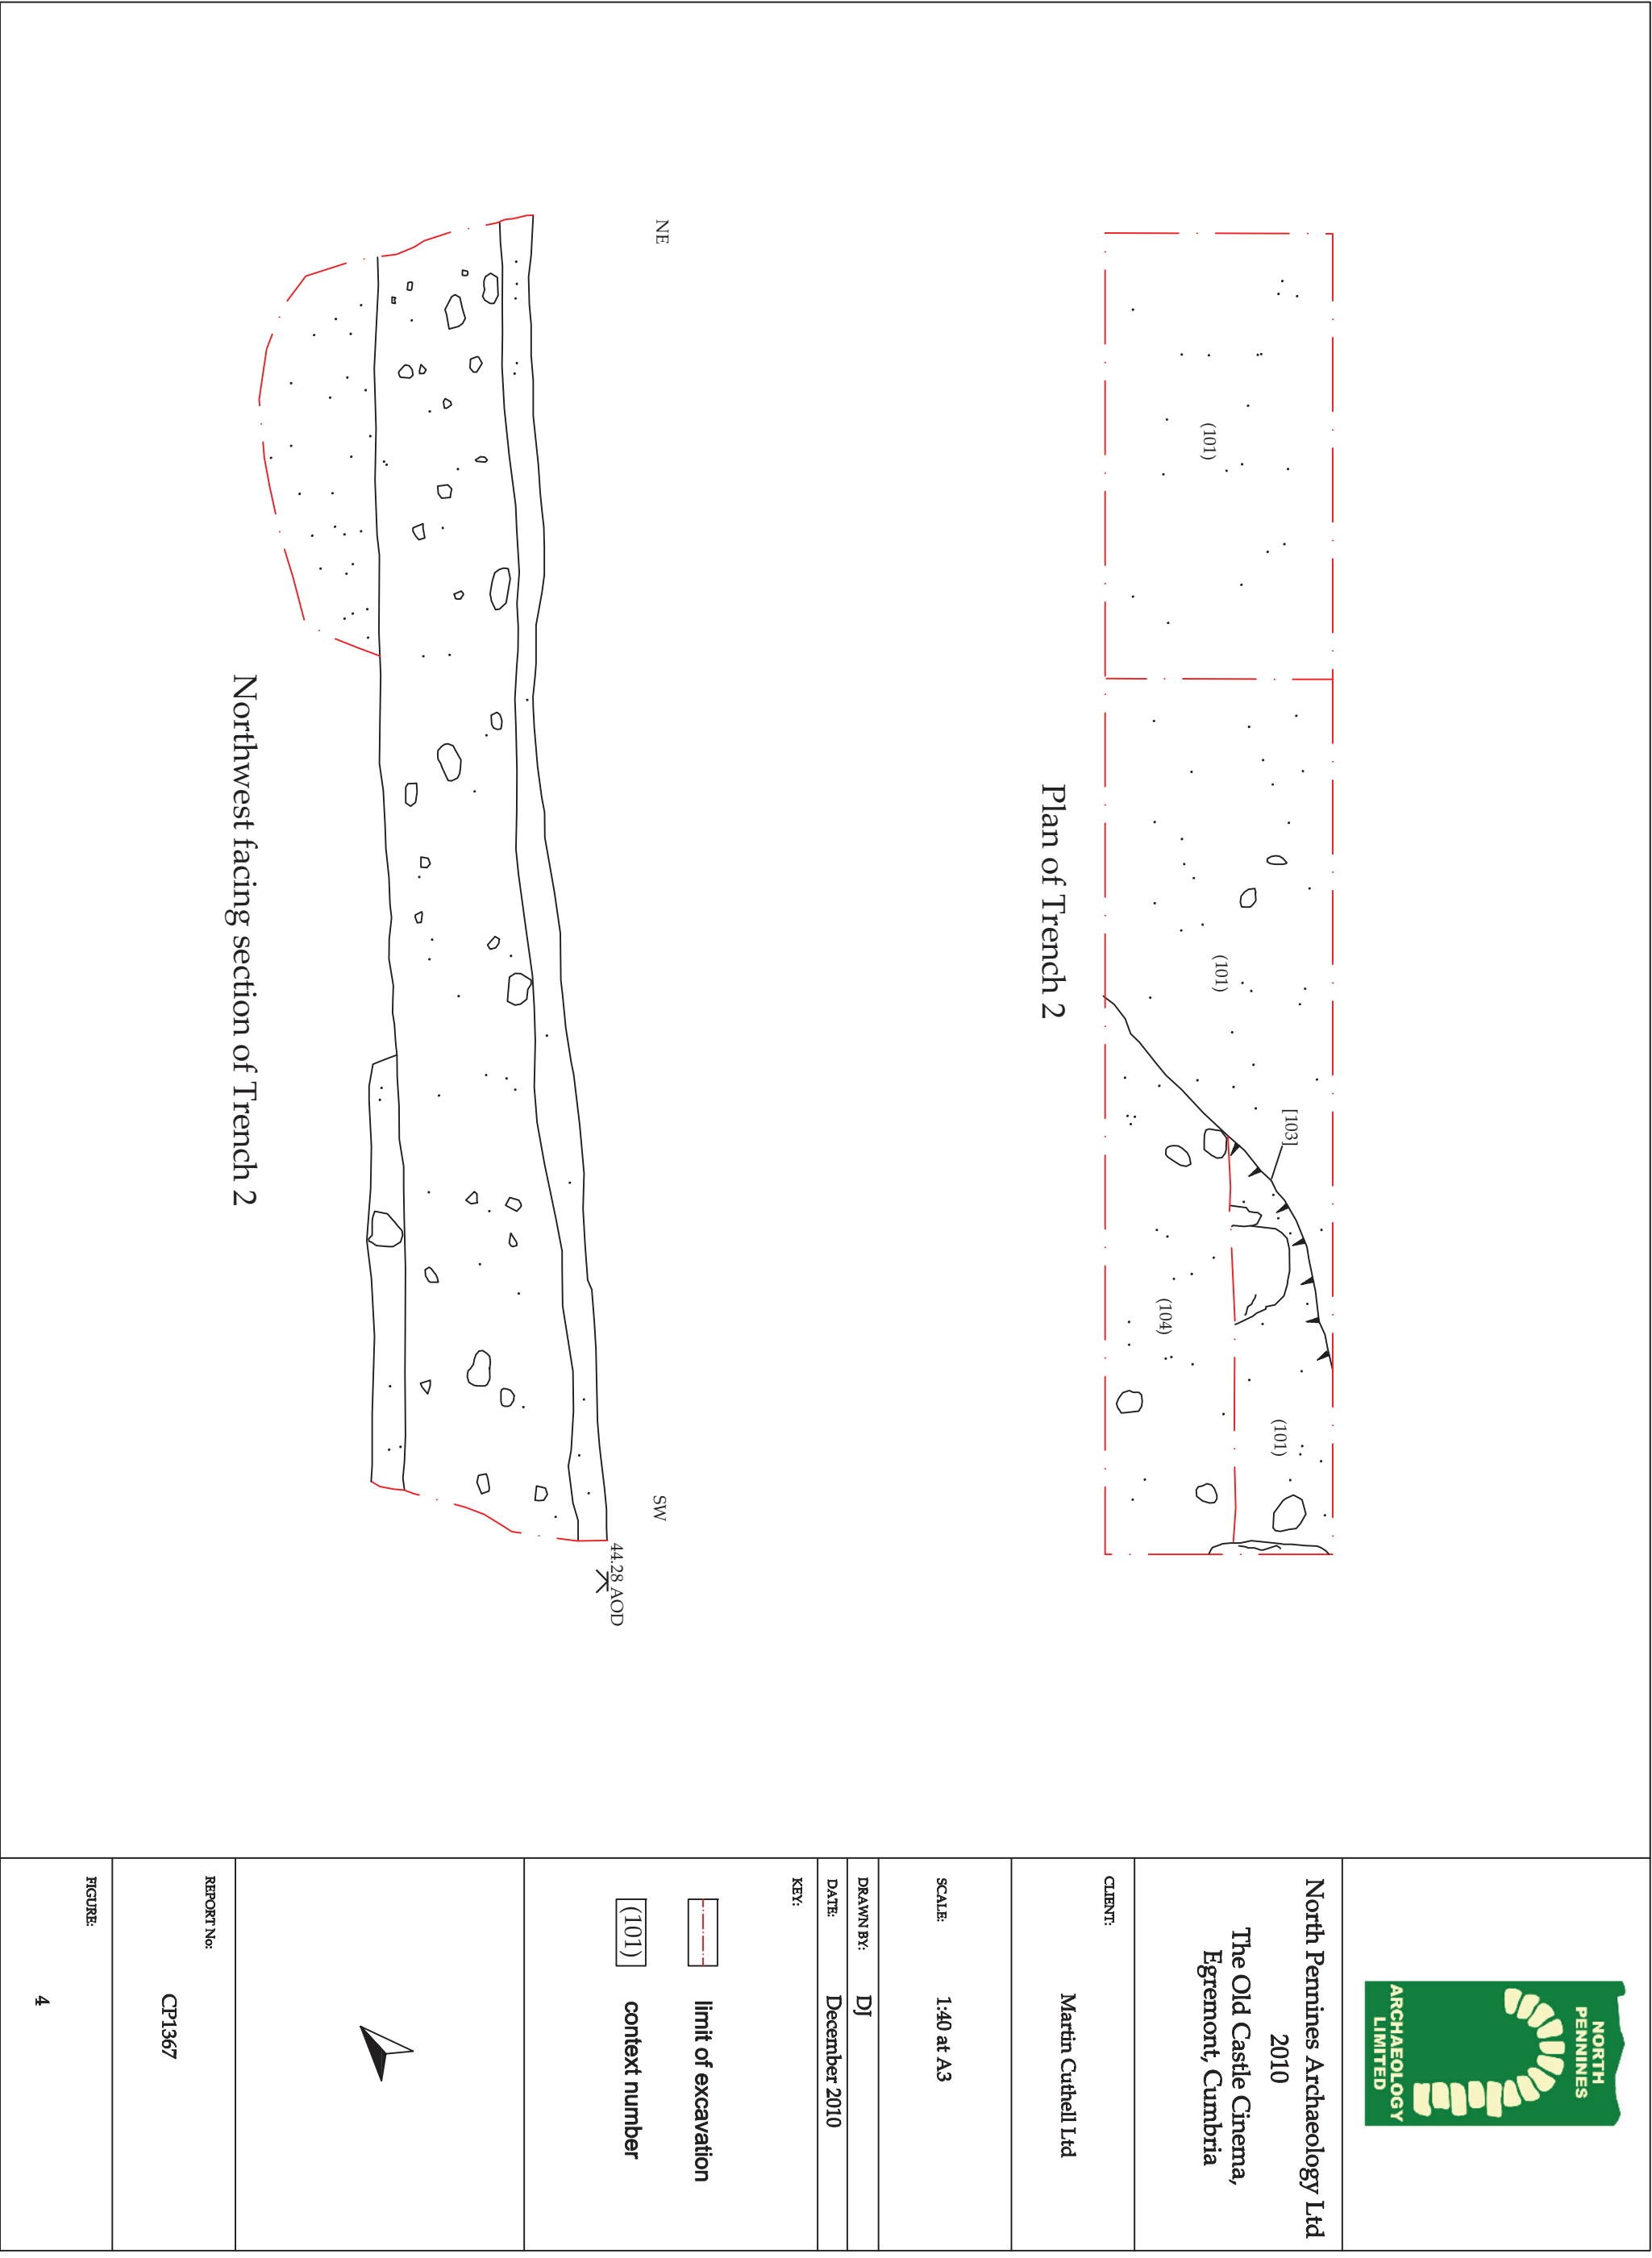 (101)
[103]
(101)
(101)
(104)
Plan of Trench 2
NE
SW
44.28 AOD
Northwest facing section of Trench 2
NORTH
PENNINES
ARCHAEOLOGY
LIMITED
North Pennines Archaeology Ltd
2010
The Old Castle Cinema,
Egremont, Cumbria
CLIENT:
Martin Cuthell Ltd
SCALE: 1:40 at A3
DRAWN BY: DJ
DATE: December 2010
KEY:
limit of excavation
(101) context number
REPORT No:
CP1367
FIGURE:
4